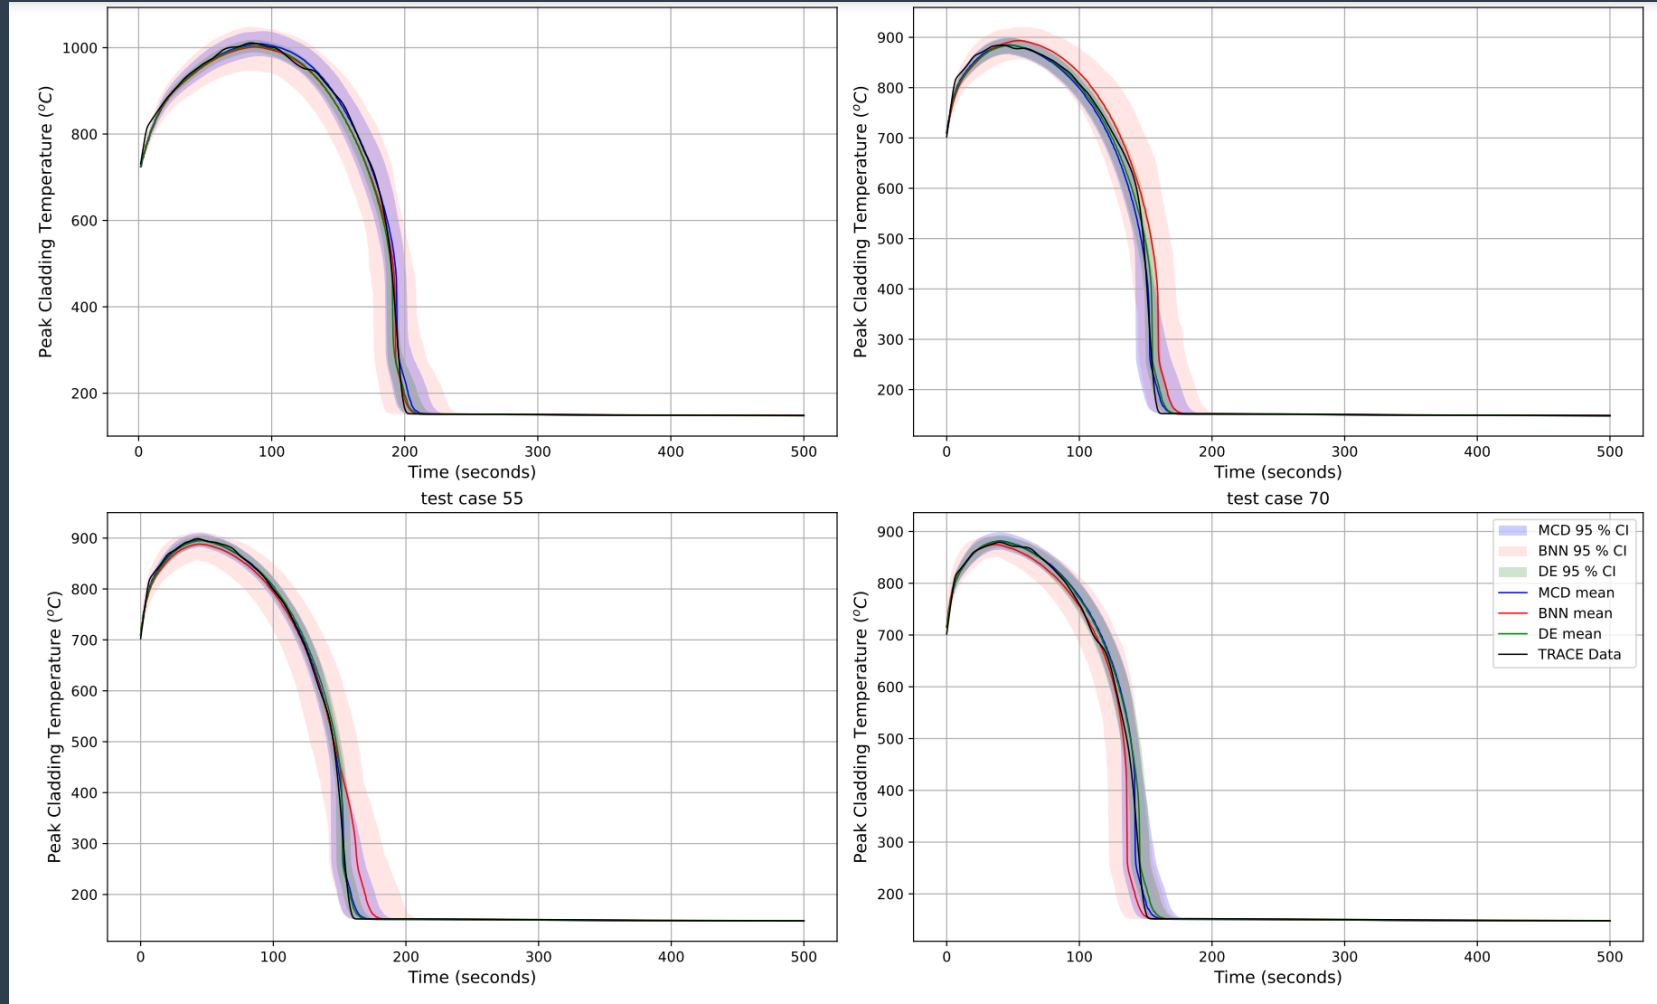 1000
800
600
400
200
Peak Cladding Temperature (°C)
0 100 200 300 400 500
Time (seconds)
900
800
700
600
500
400
300
200
Peak Cladding Temperature (°C)
0 100 200 300 400 500
Time (seconds)
test case 55
900
800
700
600
500
400
300
200
Peak Cladding Temperature (°C)
0 100 200 300 400 500
Time (seconds)
test case 70
900
800
700
600
500
400
300
200
Peak Cladding Temperature (°C)
MCD 95 % CI
BNN 95 % CI
DE 95 % CI
MCD mean
BNN mean
DE mean
TRACE Data
0 100 200 300 400 500
Time (seconds)